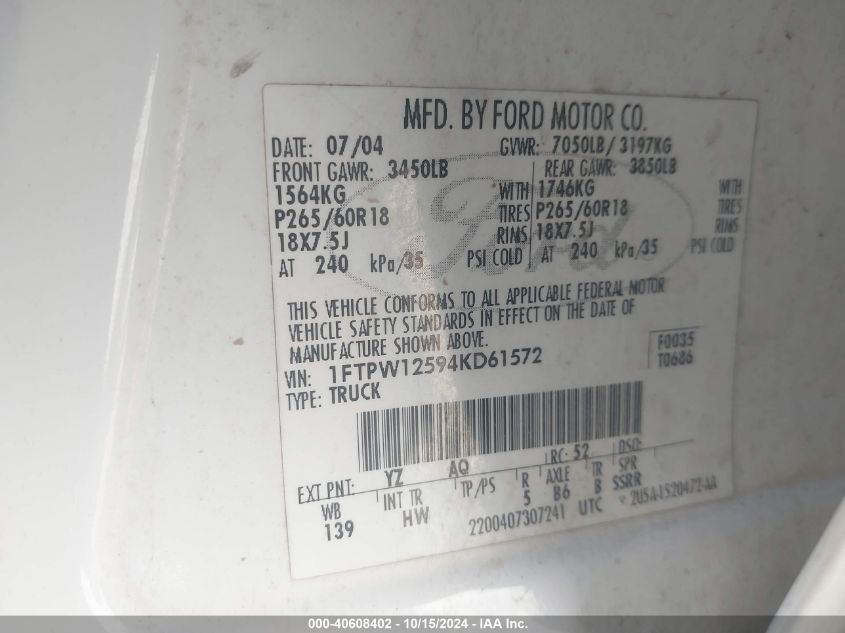 MFD. BY FORD MOTOR CO.
DATE: 07/04 GVWR: 7050LB / 3197KG
FRONT GAWR: 3450LB REAR GAWR: 3850LB
1564KG WITH 1746KG WITH
P265/60R18 TIRES P265/60R18 TIRES
18X7.5J RIMS 18X7.5J RIMS
AT 240 kPa/35 PSI COLD AT 240 kPa/35 PSI COLD
Ford
THIS VEHICLE CONFORMS TO ALL APPLICABLE FEDERAL MOTOR
VEHICLE SAFETY STANDARDS IN EFFECT ON THE DATE OF
MANUFACTURE SHOWN ABOVE.
F0035
T0686
VIN: 1FTPW12594KD61572
TYPE: TRUCK
EXT PNT: YZ AQ RC: 52 DSO:
WB INT TR TP/PS R AXLE TR SPR
139 HW 5 B6 B SSRR
2200407307241 UTC 2U5A-1520472-AA
000-40608402 - 10/15/2024 - IAA Inc.